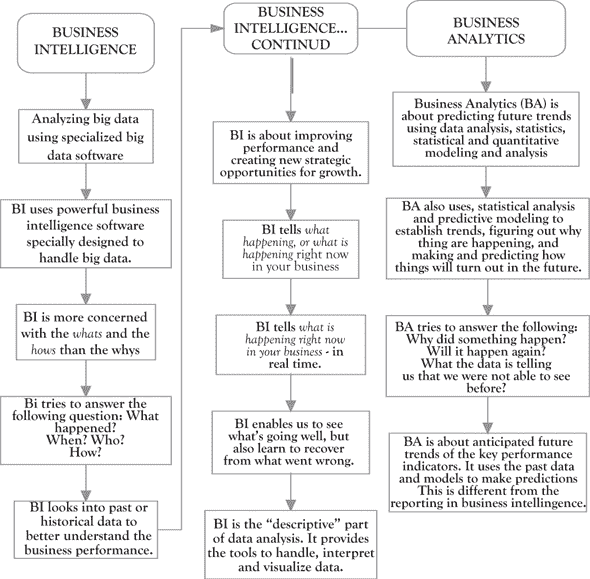 BUSINESS
INTELLIGENCE
Analyzing big data
using specialized big
data software
BI uses powerful business
intelligence software
specially designed to
handle big data.
BI is more concerned
with the whats and the
hows than the whys
Bi tries to answer the
following question: What
happened?
When? Who?
How?
BI looks into past or
historical data to
better understand the
business performance.
BUSINESS
INTELLIGENCE...
CONTINUD
BI is about improving
performance and
creating new strategic
opportunities for growth.
BI tells what
happening, or what is
happening right now
in your business
BI tells what is
happening right now
in your business - in
real time.
BI enables us to see
what's going well, but
also learn to recover
from what went wrong.
BI is the “descriptive” part
of data analysis. It provides
the tools to handle, interpret
and visualize data.
BUSINESS
ANALYTICS
Business Analytics (BA) is
about predicting future trends
using data analysis, statistics,
statistical and quantitative
modeling and analysis
BA also uses, statistical analysis
and predictive modeling to
establish trends, figuring out why
thing are happening, and
making and predicting how
things will turn out in the future.
BA tries to answer the following:
Why did something happen?
Will it happen again?
What the data is telling
us that we were not able to see
before?
BA is about anticipated future
trends of the key performance
indicators. It uses the past data
and models to make predictions
This is different from the
reporting in business intellingence.